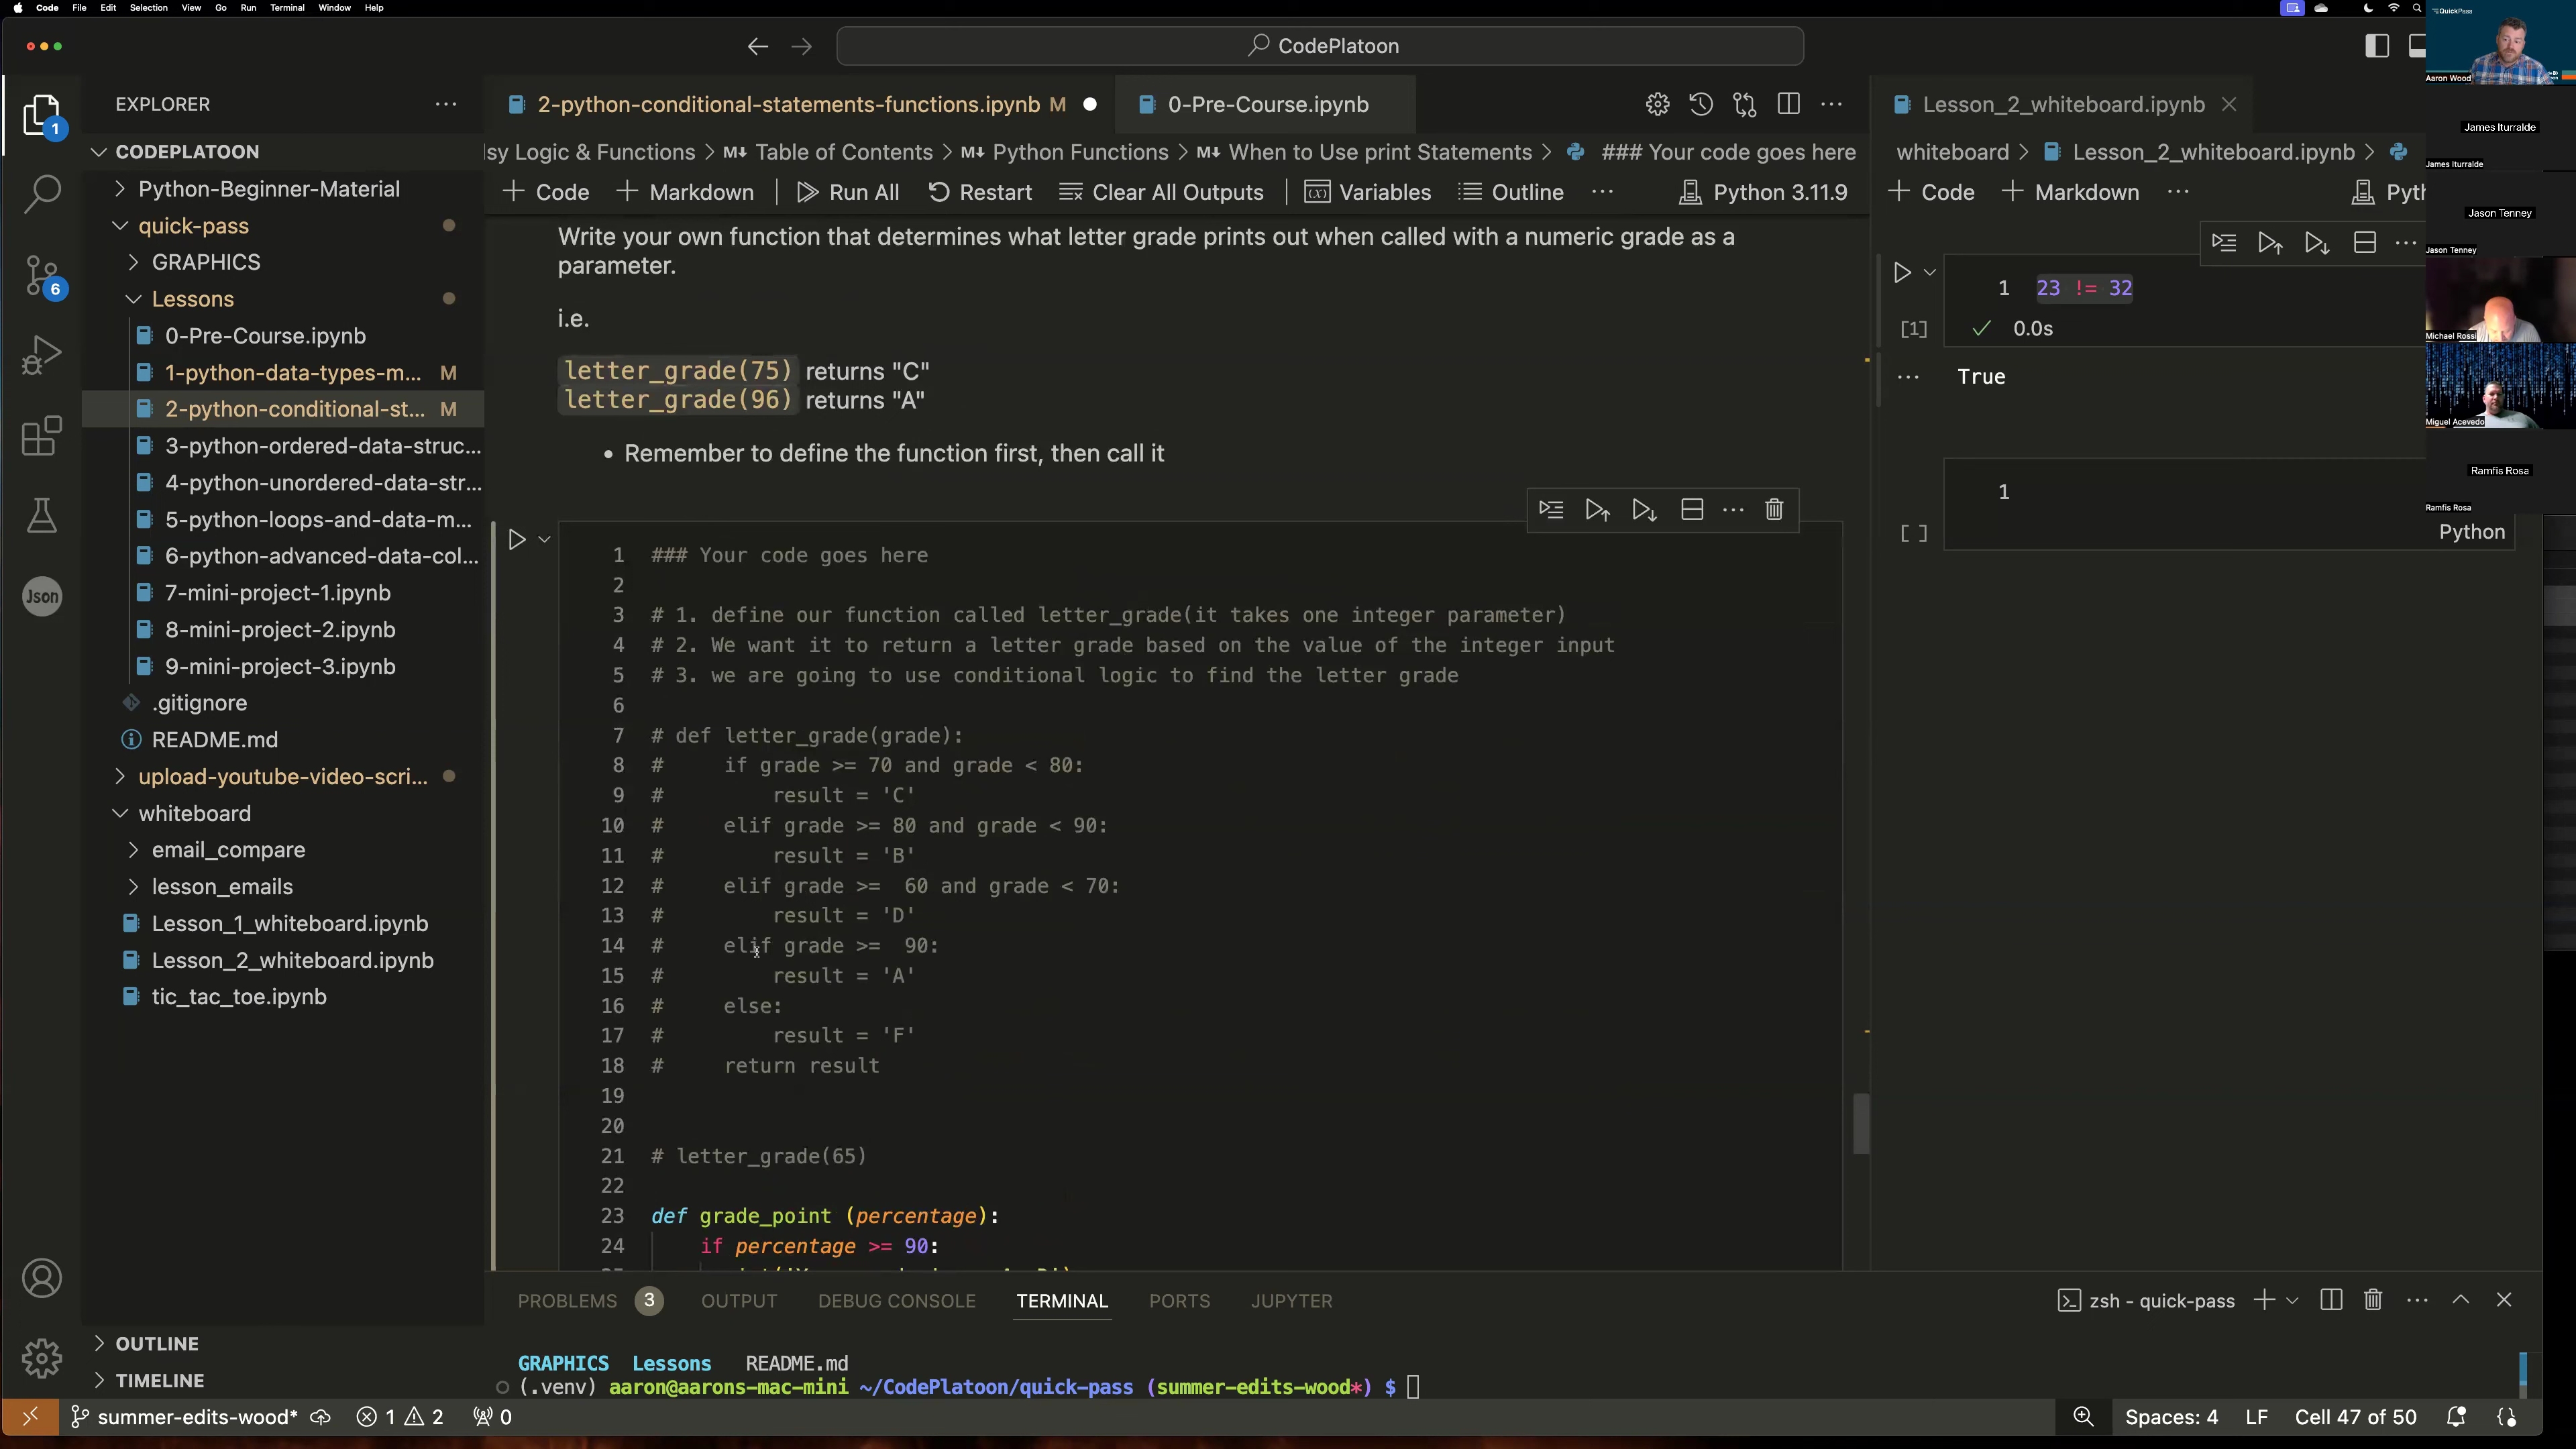 Code File Edit Selection View Go Run Terminal Window Help
CodePlatoon
QuickPass
Aaron Wood
James Iturralde
James Iturralde
Jason Tenney
Jason Tenney
Michael Rossi
Miguel Acevedo
Ramfis Rosa
Ramfis Rosa
1
6
Json
EXPLORER
CODEPLATOON
Python-Beginner-Material
quick-pass
GRAPHICS
Lessons
0-Pre-Course.ipynb
1-python-data-types-m... M
2-python-conditional-st... M
3-python-ordered-data-struc...
4-python-unordered-data-str...
5-python-loops-and-data-m...
6-python-advanced-data-col...
7-mini-project-1.ipynb
8-mini-project-2.ipynb
9-mini-project-3.ipynb
.gitignore
README.md
upload-youtube-video-scri...
whiteboard
email_compare
lesson_emails
Lesson_1_whiteboard.ipynb
Lesson_2_whiteboard.ipynb
tic_tac_toe.ipynb
OUTLINE
TIMELINE
2-python-conditional-statements-functions.ipynb M 0-Pre-Course.ipynb
sy Logic & Functions > M↓ Table of Contents > M↓ Python Functions > M↓ When to Use print Statements > ### Your code goes here
+ Code + Markdown Run All Restart Clear All Outputs Variables Outline ... Python 3.11.9
Write your own function that determines what letter grade prints out when called with a numeric grade as a
parameter.
i.e.
letter_grade(75) returns "C"
letter_grade(96) returns "A"
• Remember to define the function first, then call it
1 ### Your code goes here
2
3 # 1. define our function called letter_grade(it takes one integer parameter)
4 # 2. We want it to return a letter grade based on the value of the integer input
5 # 3. we are going to use conditional logic to find the letter grade
6
7 # def letter_grade(grade):
8 #     if grade >= 70 and grade < 80:
9 #         result = 'C'
10 #     elif grade >= 80 and grade < 90:
11 #         result = 'B'
12 #     elif grade >=  60 and grade < 70:
13 #         result = 'D'
14 #     elif grade >=  90:
15 #         result = 'A'
16 #     else:
17 #         result = 'F'
18 #     return result
19
20
21 # letter_grade(65)
22
23 def grade_point (percentage):
24     if percentage >= 90:
Lesson_2_whiteboard.ipynb
whiteboard > Lesson_2_whiteboard.ipynb >
+ Code + Markdown ... Pyth
1 23 != 32
[1] 0.0s
... True
1
[ ] Python
PROBLEMS 3 OUTPUT DEBUG CONSOLE TERMINAL PORTS JUPYTER
zsh - quick-pass
GRAPHICS Lessons README.md
(.venv) aaron@aarons-mac-mini ~/CodePlatoon/quick-pass (summer-edits-wood*) $
summer-edits-wood* 1 2 0 Spaces: 4 LF Cell 47 of 50